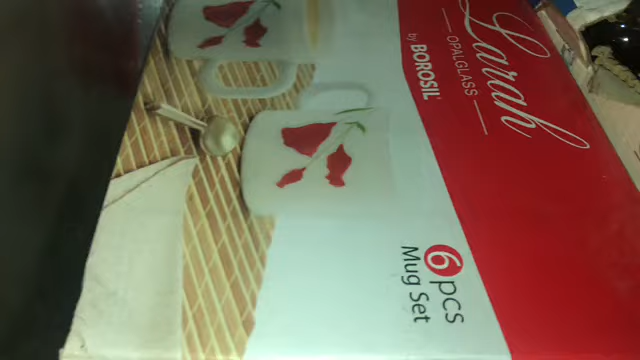 Larah
OPALGLASS
by BOROSIL
6 pcs
Mug Set